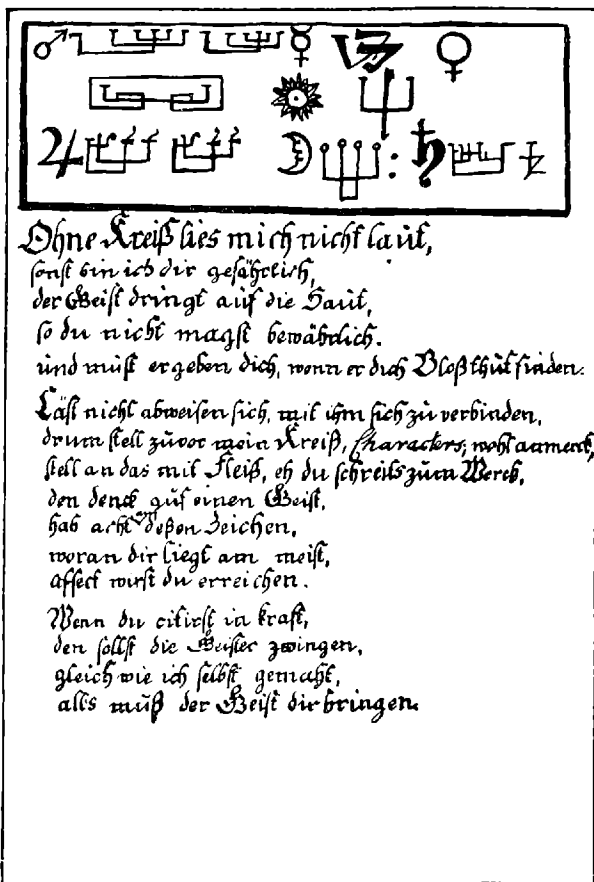 Ohne Kreiß lies mich nicht laut,
sonst bin ich dir gefährlich,
der Geist dringt auf die Haut,
so du nicht magst bewährlich.
und must ergeben dich, wenn er dich Bloß thut finden.
Läst nicht abweisen sich, mit ihm sich zu verbinden,
drum stell zuvor mein Kreiß, Characters, wohl anmerck,
stell an das mit Fleiß, eh du schreits zum Werck,
den denck auf einen Geist,
hab acht deßen Zeichen,
woran dir liegt am meist,
affect wirst du erreichen.
Wenn du citirst in kraft,
den sollst die Geister zwingen,
gleich wie ich selbst gemacht,
alls muß der Geist dir bringen.